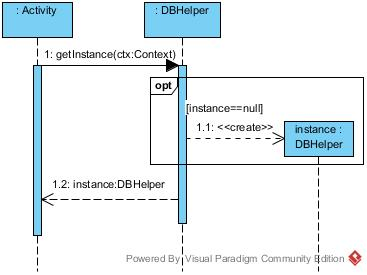 : Activity
: DBHelper
1: getInstance(ctx:Context)
opt
[instance==null]
1.1: <<create>>
instance :
DBHelper
1.2: instance:DBHelper
Powered By Visual Paradigm Community Edition